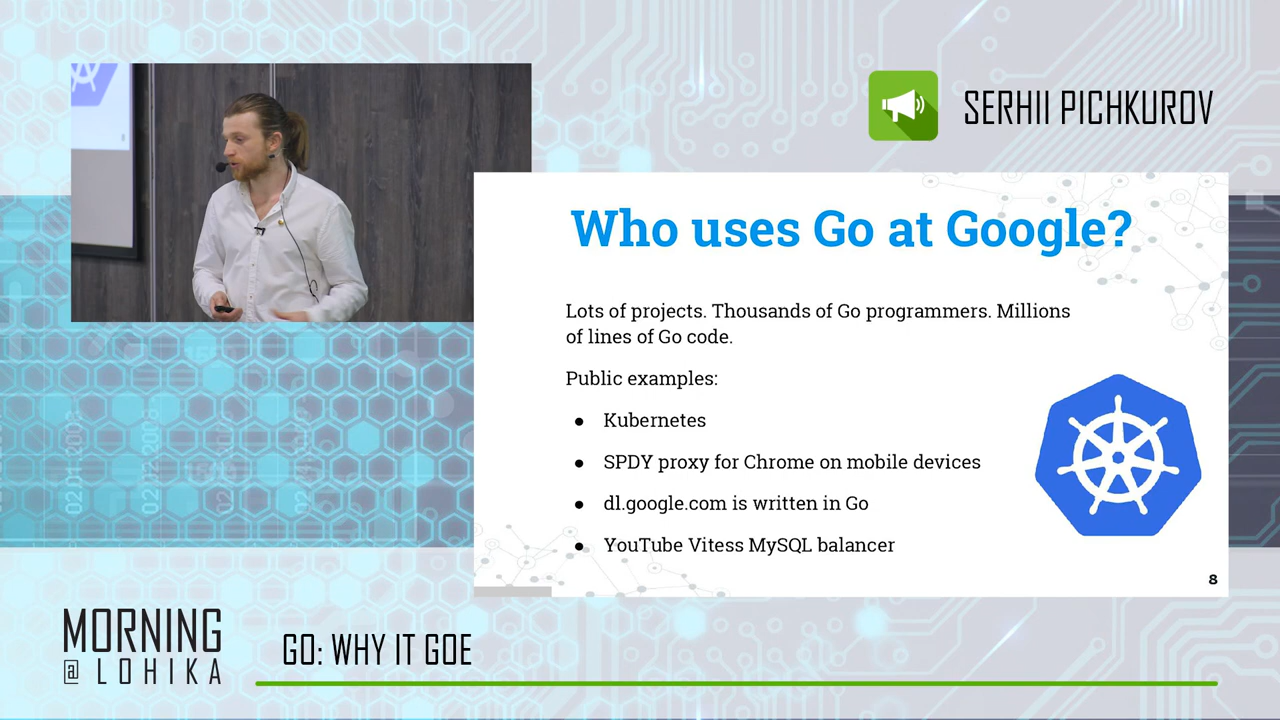 SERHII PICHKUROV
Who uses Go at Google?
Lots of projects. Thousands of Go programmers. Millions
of lines of Go code.
Public examples:
● Kubernetes
● SPDY proxy for Chrome on mobile devices
● dl.google.com is written in Go
● YouTube Vitess MySQL balancer
8
MORNING
@ LOHIKA
GO: WHY IT GOE